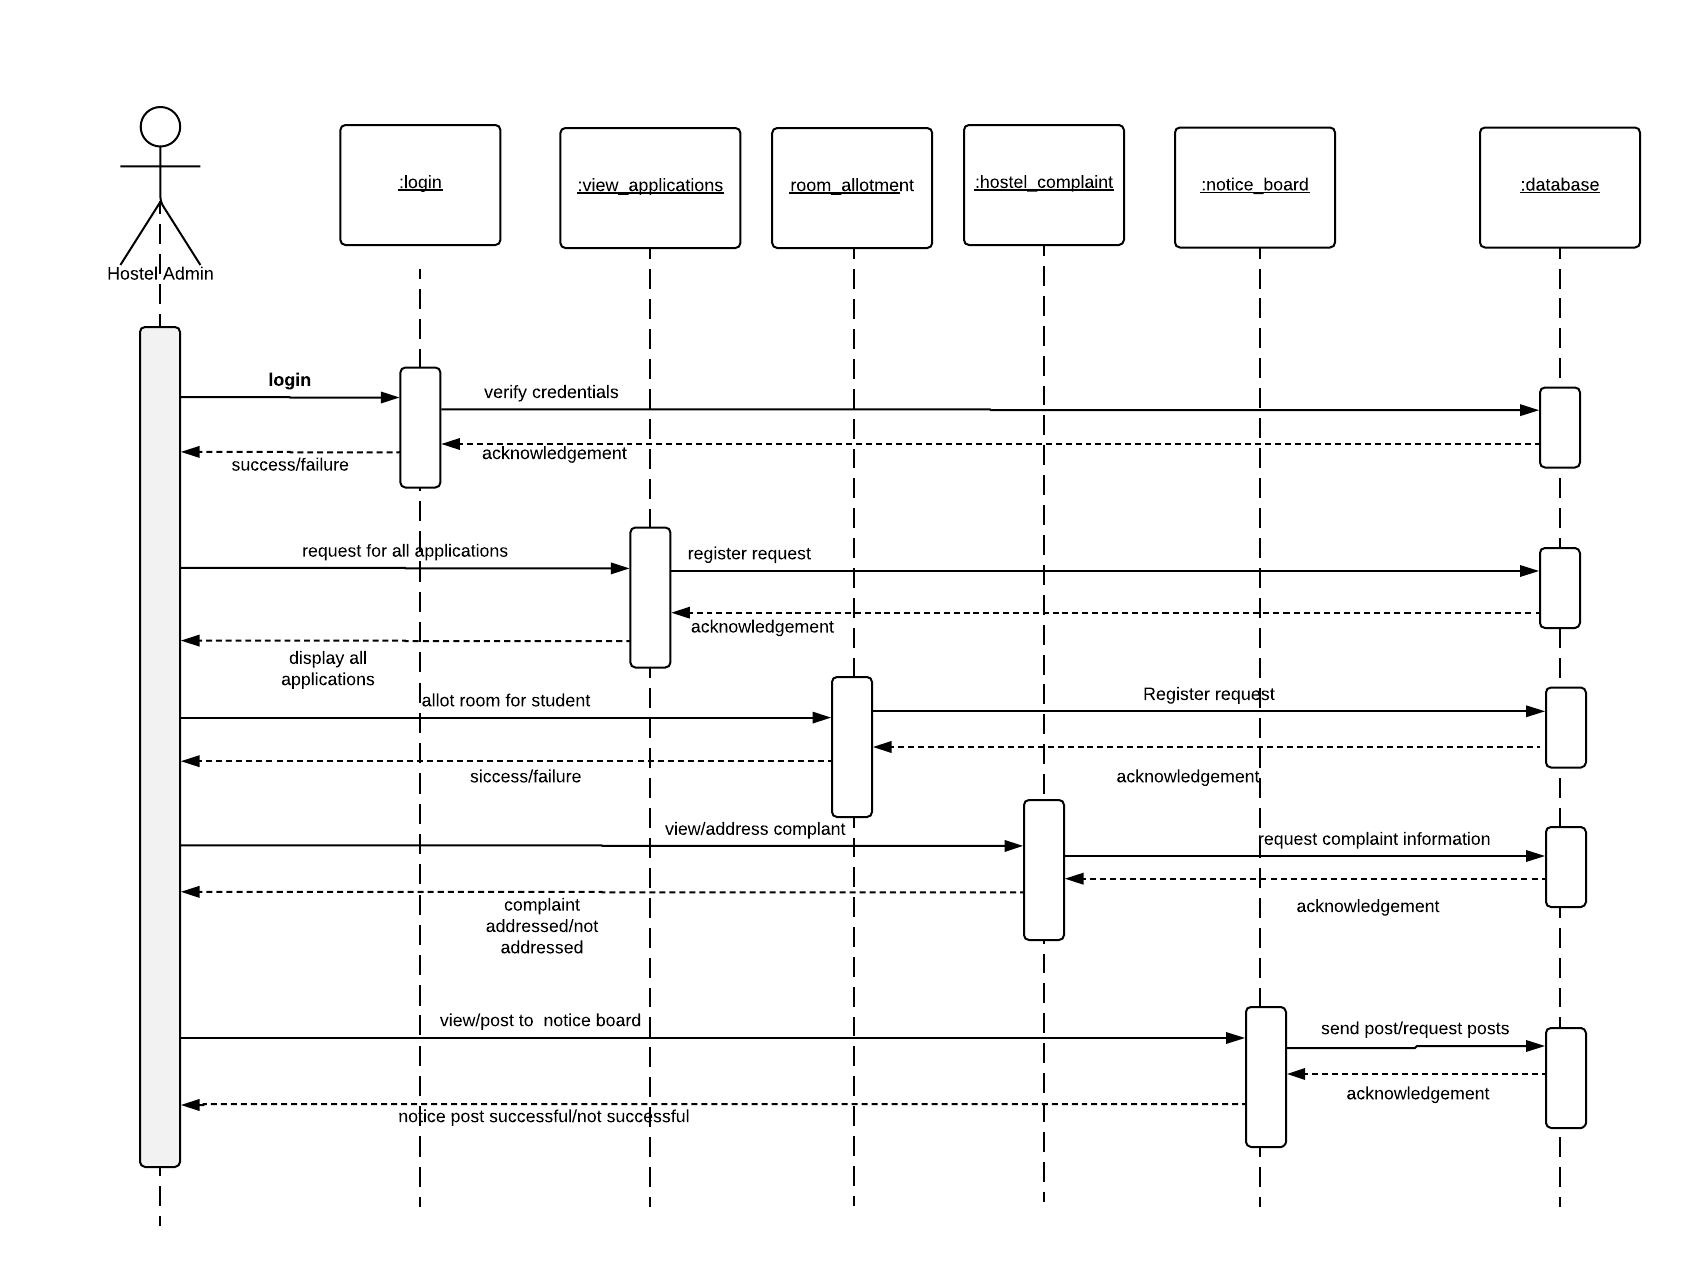 :login
:view_applications
room_allotment
:hostel_complaint
:notice_board
:database
Hostel Admin
login
verify credentials
acknowledgement
success/failure
request for all applications
register request
acknowledgement
display all
applications
allot room for student
Register request
siccess/failure
acknowledgement
view/address complant
request complaint information
complaint
addressed/not
addressed
acknowledgement
view/post to  notice board
send post/request posts
acknowledgement
notice post successful/not successful